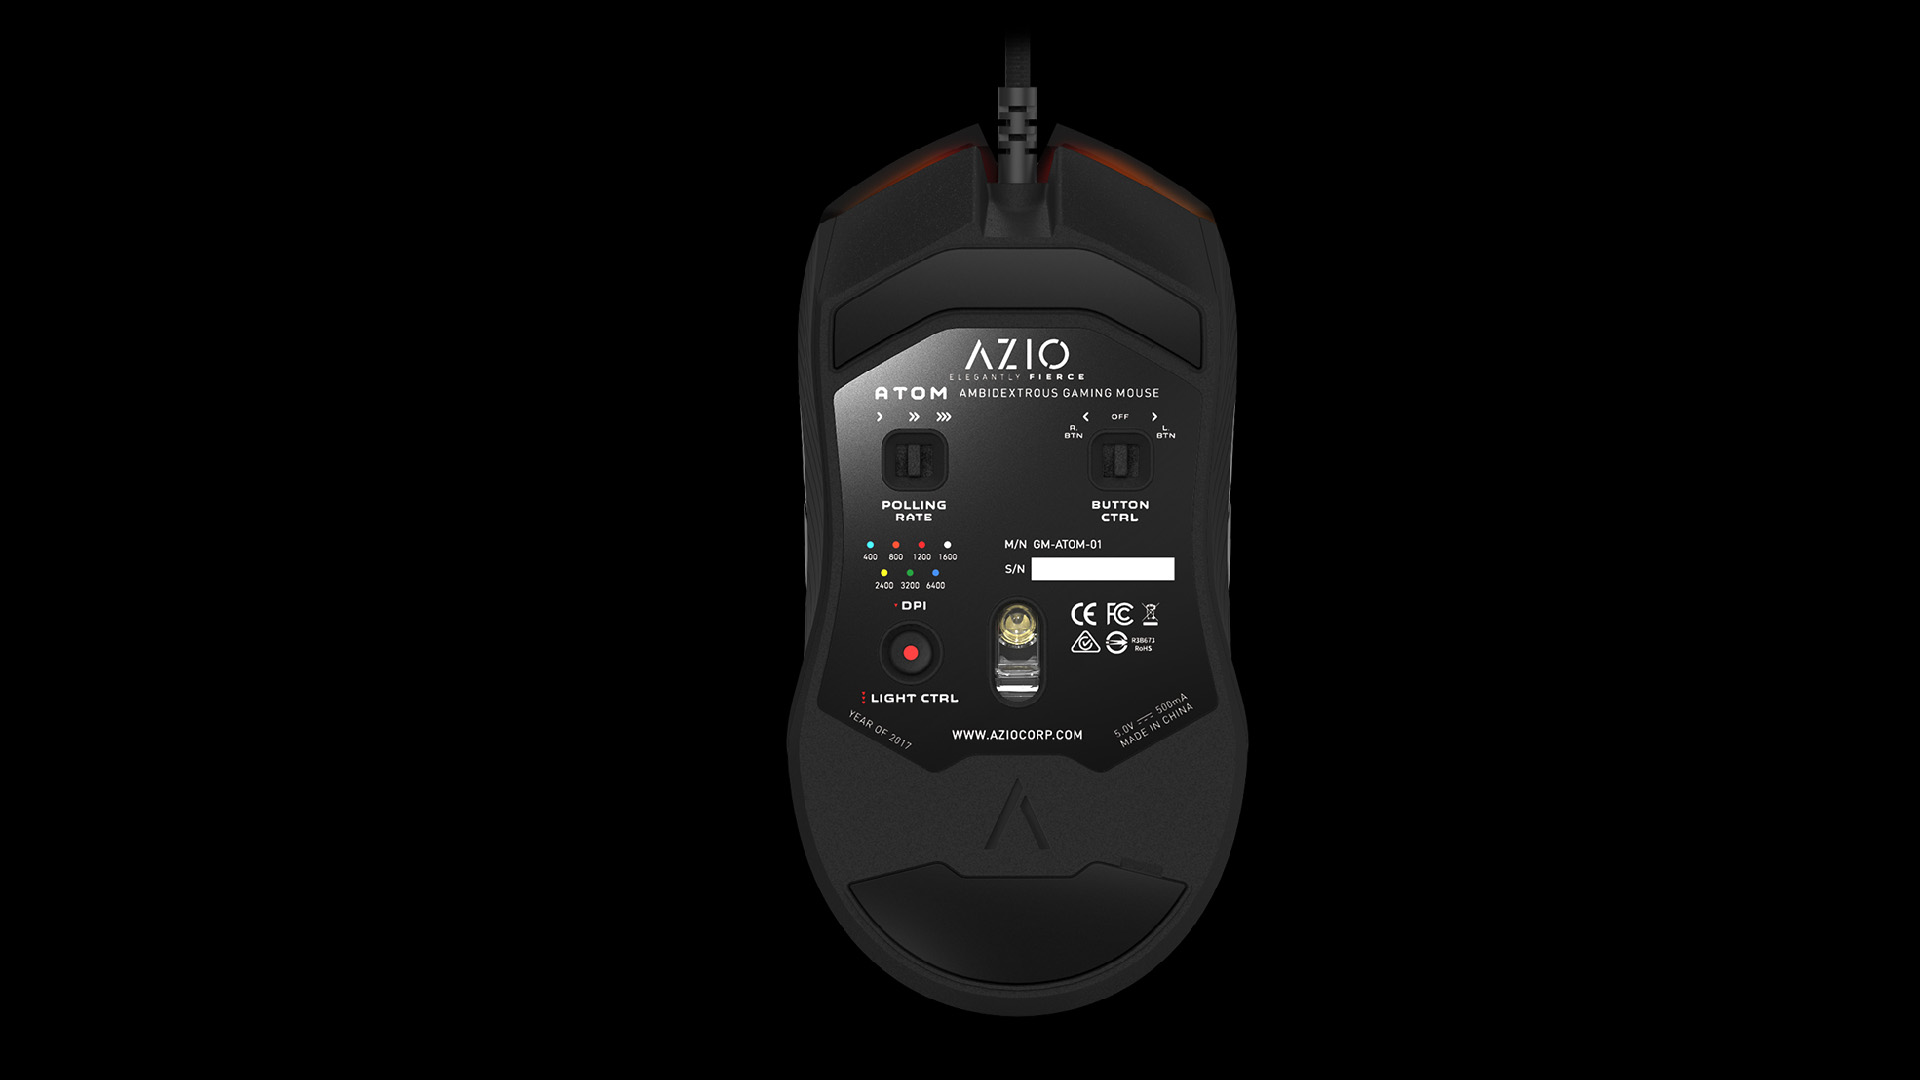 AZIO
ELEGANTLY FIERCE
ATOM AMBIDEXTROUS GAMING MOUSE
OFF
R. BTN
L. BTN
POLLING
RATE
BUTTON
CTRL
400 800 1200 1600
2400 3200 6400
DPI
M/N GM-ATOM-01
S/N
CE FC
R3B671
RoHS
LIGHT CTRL
YEAR OF 2017
WWW.AZIOCORP.COM
5.0V 500mA
MADE IN CHINA